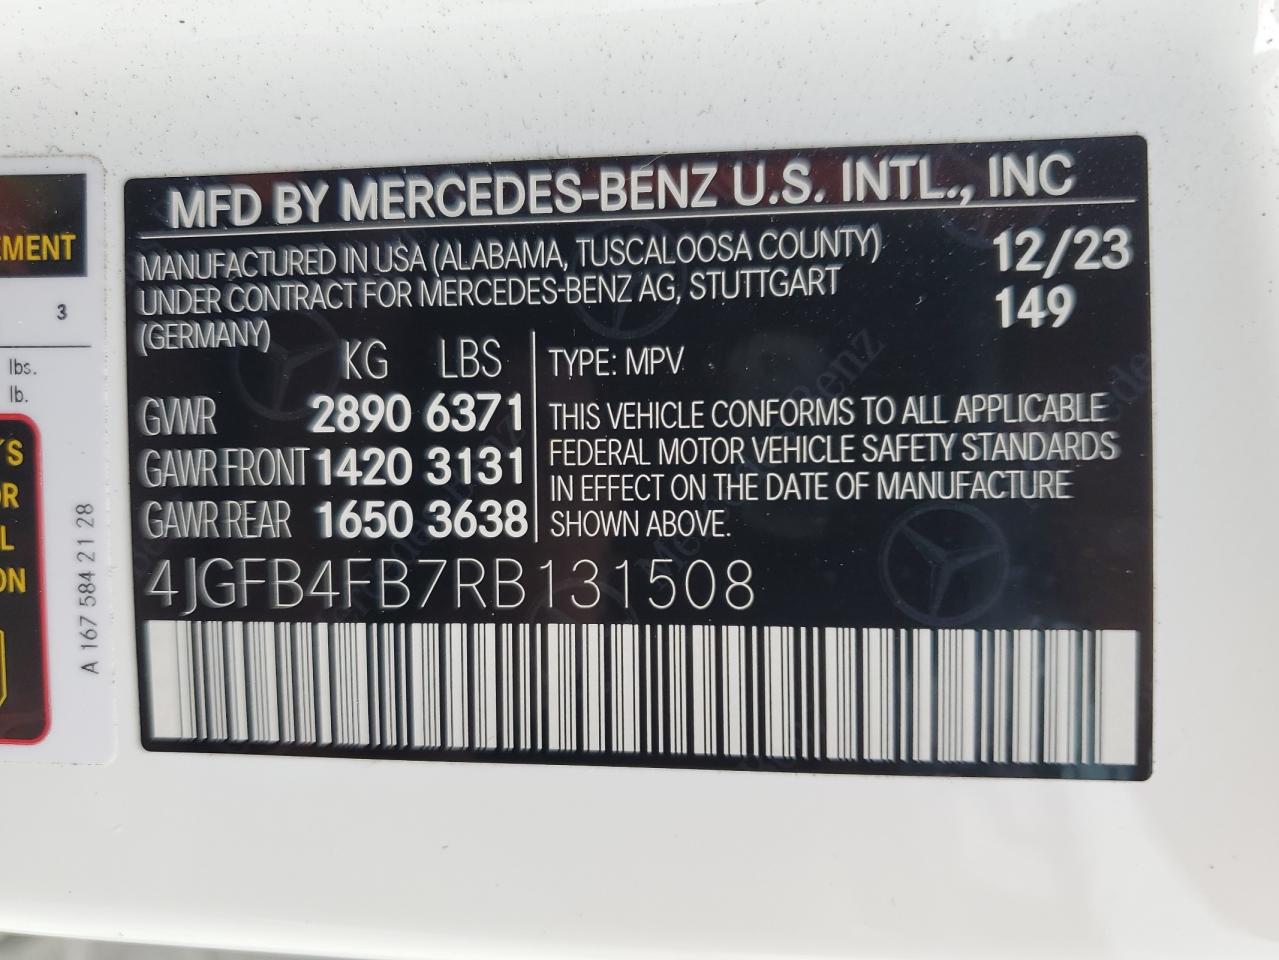 EMENT
3
lbs.
lb.
'S
OR
L
ON
A 167 584 21 28
MFD BY MERCEDES-BENZ U.S. INTL., INC
MANUFACTURED IN USA (ALABAMA, TUSCALOOSA COUNTY) 12/23
UNDER CONTRACT FOR MERCEDES-BENZ AG, STUTTGART 149
(GERMANY)
KG LBS
TYPE: MPV
GVWR 2890 6371
GAWR FRONT 1420 3131
GAWR REAR 1650 3638
THIS VEHICLE CONFORMS TO ALL APPLICABLE
FEDERAL MOTOR VEHICLE SAFETY STANDARDS
IN EFFECT ON THE DATE OF MANUFACTURE
SHOWN ABOVE.
4JGFB4FB7RB131508